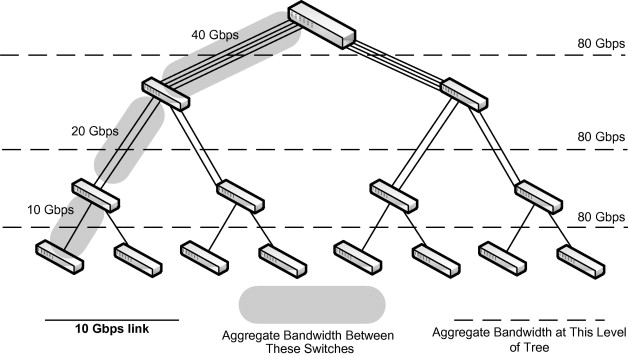 40 Gbps
80 Gbps
20 Gbps
80 Gbps
10 Gbps
80 Gbps
10 Gbps link
Aggregate Bandwidth Between
These Switches
Aggregate Bandwidth at This Level
of Tree